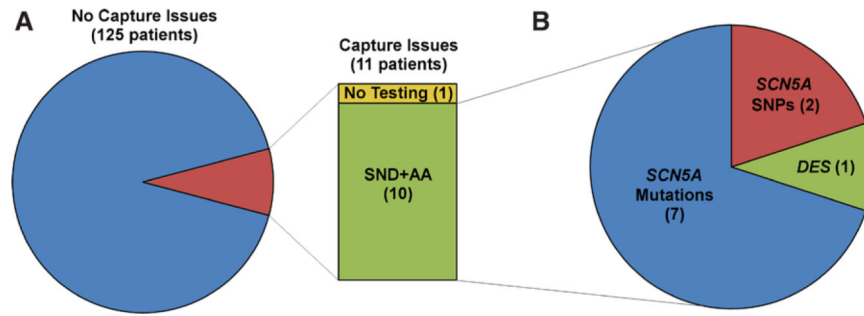 A
No Capture Issues
(125 patients)
Capture Issues
(11 patients)
No Testing (1)
SND+AA
(10)
B
SCN5A
SNPs (2)
DES (1)
SCN5A
Mutations
(7)